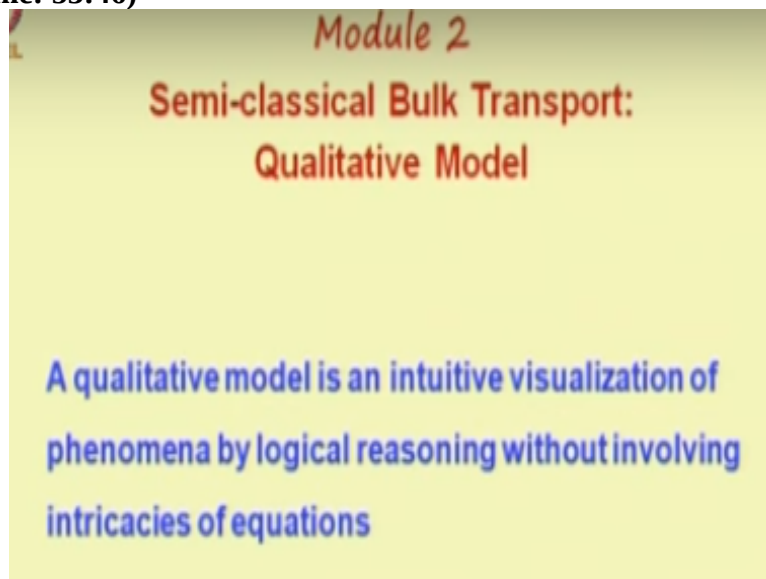 Module 2
Semi-classical Bulk Transport:
Qualitative Model
A qualitative model is an intuitive visualization of
phenomena by logical reasoning without involving
intricacies of equations